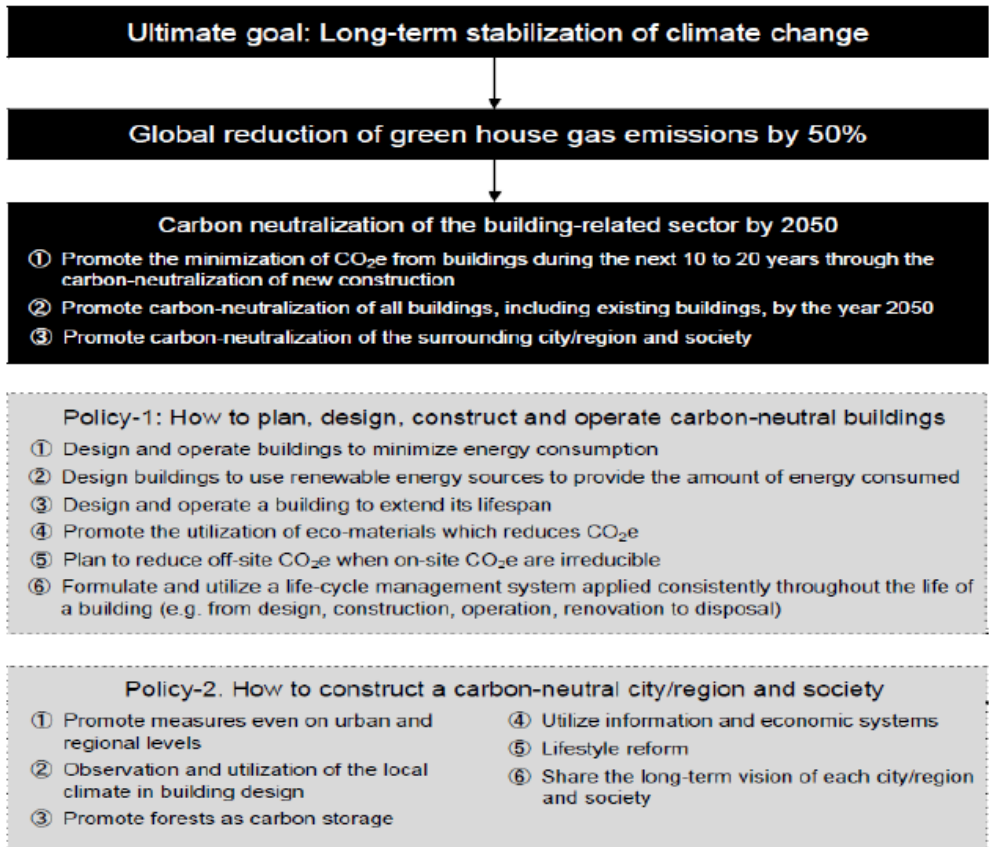 Ultimate goal: Long-term stabilization of climate change
Global reduction of green house gas emissions by 50%
Carbon neutralization of the building-related sector by 2050
① Promote the minimization of CO₂e from buildings during the next 10 to 20 years through the
carbon-neutralization of new construction
② Promote carbon-neutralization of all buildings, including existing buildings, by the year 2050
③ Promote carbon-neutralization of the surrounding city/region and society
Policy-1: How to plan, design, construct and operate carbon-neutral buildings
① Design and operate buildings to minimize energy consumption
② Design buildings to use renewable energy sources to provide the amount of energy consumed
③ Design and operate a building to extend its lifespan
④ Promote the utilization of eco-materials which reduces CO₂e
⑤ Plan to reduce off-site CO₂e when on-site CO₂e are irreducible
⑥ Formulate and utilize a life-cycle management system applied consistently throughout the life of
a building (e.g. from design, construction, operation, renovation to disposal)
Policy-2. How to construct a carbon-neutral city/region and society
① Promote measures even on urban and
regional levels
② Observation and utilization of the local
climate in building design
③ Promote forests as carbon storage
④ Utilize information and economic systems
⑤ Lifestyle reform
⑥ Share the long-term vision of each city/region
and society